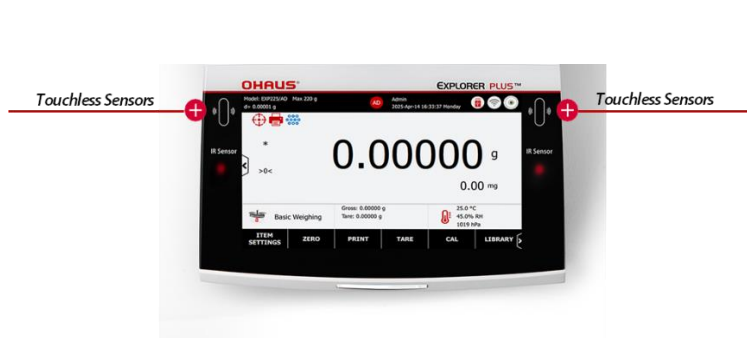 OHAUS
EXPLORER PLUS™
Model: EXP225/AD Max 220 g
d= 0.00001 g
AD
Admin
2025-Apr-14 16:33:37 Monday
Touchless Sensors
Touchless Sensors
IR Sensor
IR Sensor
*
>0<
0.00000 g
0.00 mg
Basic Weighing
Gross: 0.00000 g
Tare: 0.00000 g
25.0 °C
45.0% RH
1019 hPa
ITEM SETTINGS
ZERO
PRINT
TARE
CAL
LIBRARY